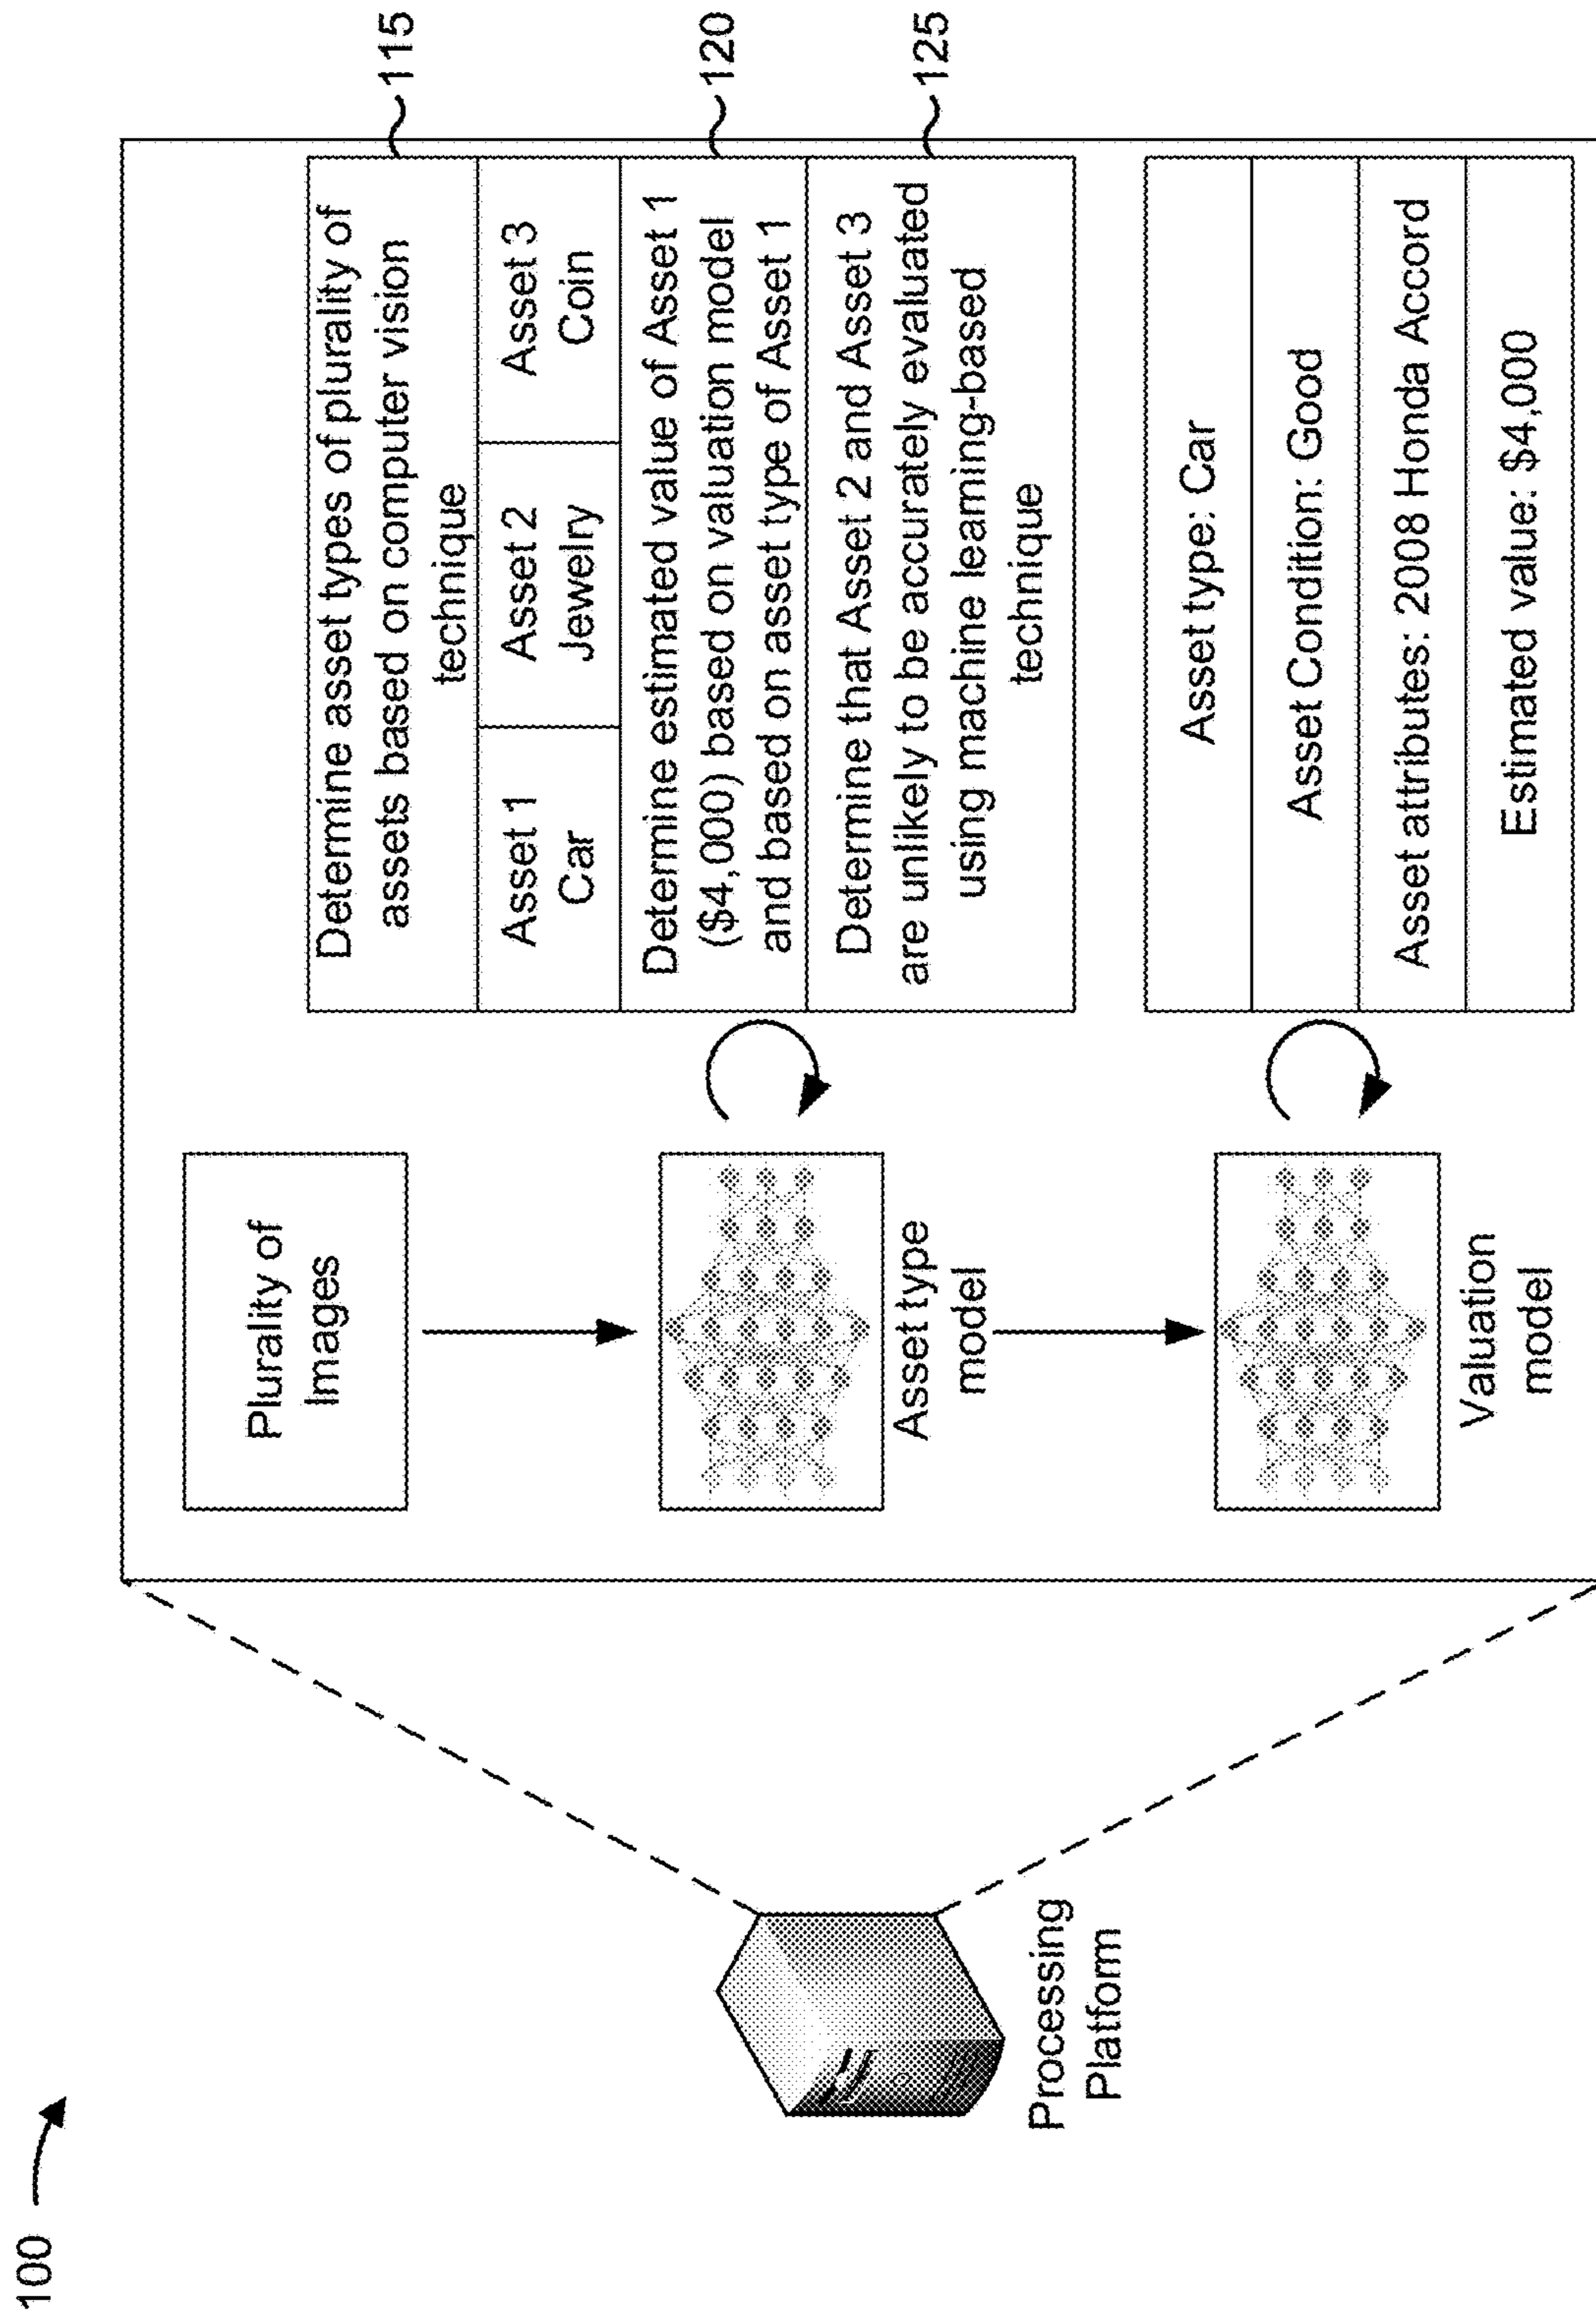 100
Processing
Platform
Plurality of
Images
Asset type
model
Valuation
model
Determine asset types of plurality of
assets based on computer vision
technique
115
Asset 1
Car
Asset 2
Jewelry
Asset 3
Coin
Determine estimated value of Asset 1
($4,000) based on valuation model
and based on asset type of Asset 1
120
Determine that Asset 2 and Asset 3
are unlikely to be accurately evaluated
using machine learning-based
technique
125
Asset type: Car
Asset Condition: Good
Asset attributes: 2008 Honda Accord
Estimated value: $4,000